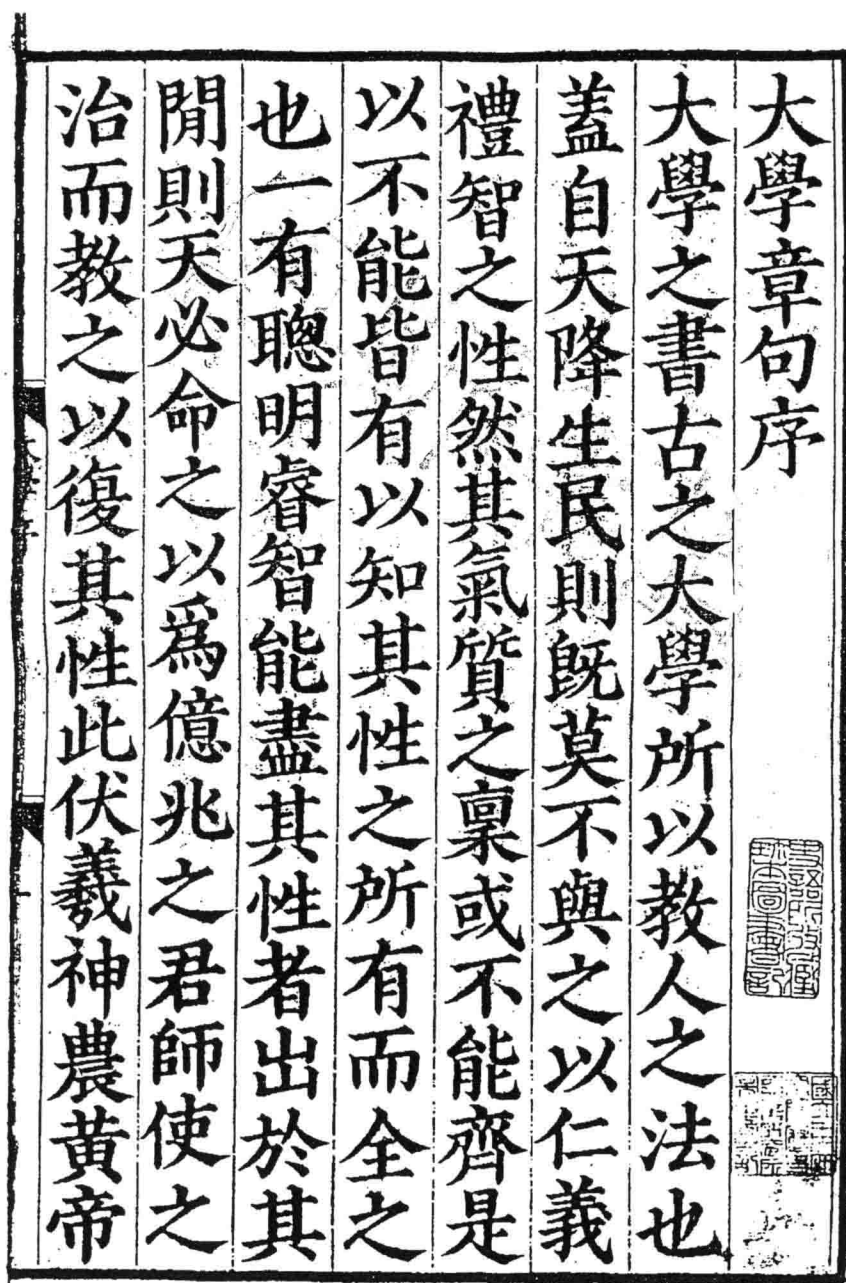 大學章句序
大學之書古之大學所以教人之法也
蓋自天降生民則既莫不與之以仁義
禮智之性然其氣質之稟或不能齊是
以不能皆有以知其性之所有而全之
也一有聰明睿智能盡其性者出於其
閒則天必命之以爲億兆之君師使之
治而教之以復其性此伏羲神農黃帝